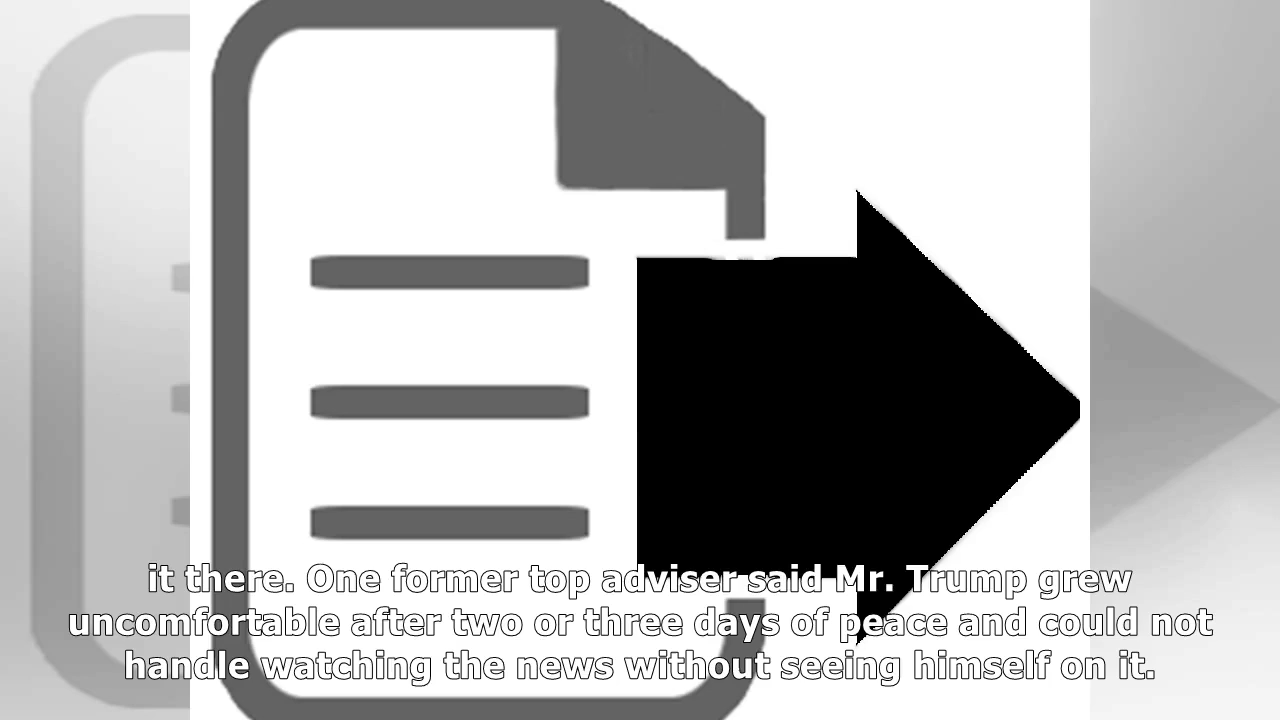 it there. One former top adviser said Mr. Trump grew
uncomfortable after two or three days of peace and could not
handle watching the news without seeing himself on it.